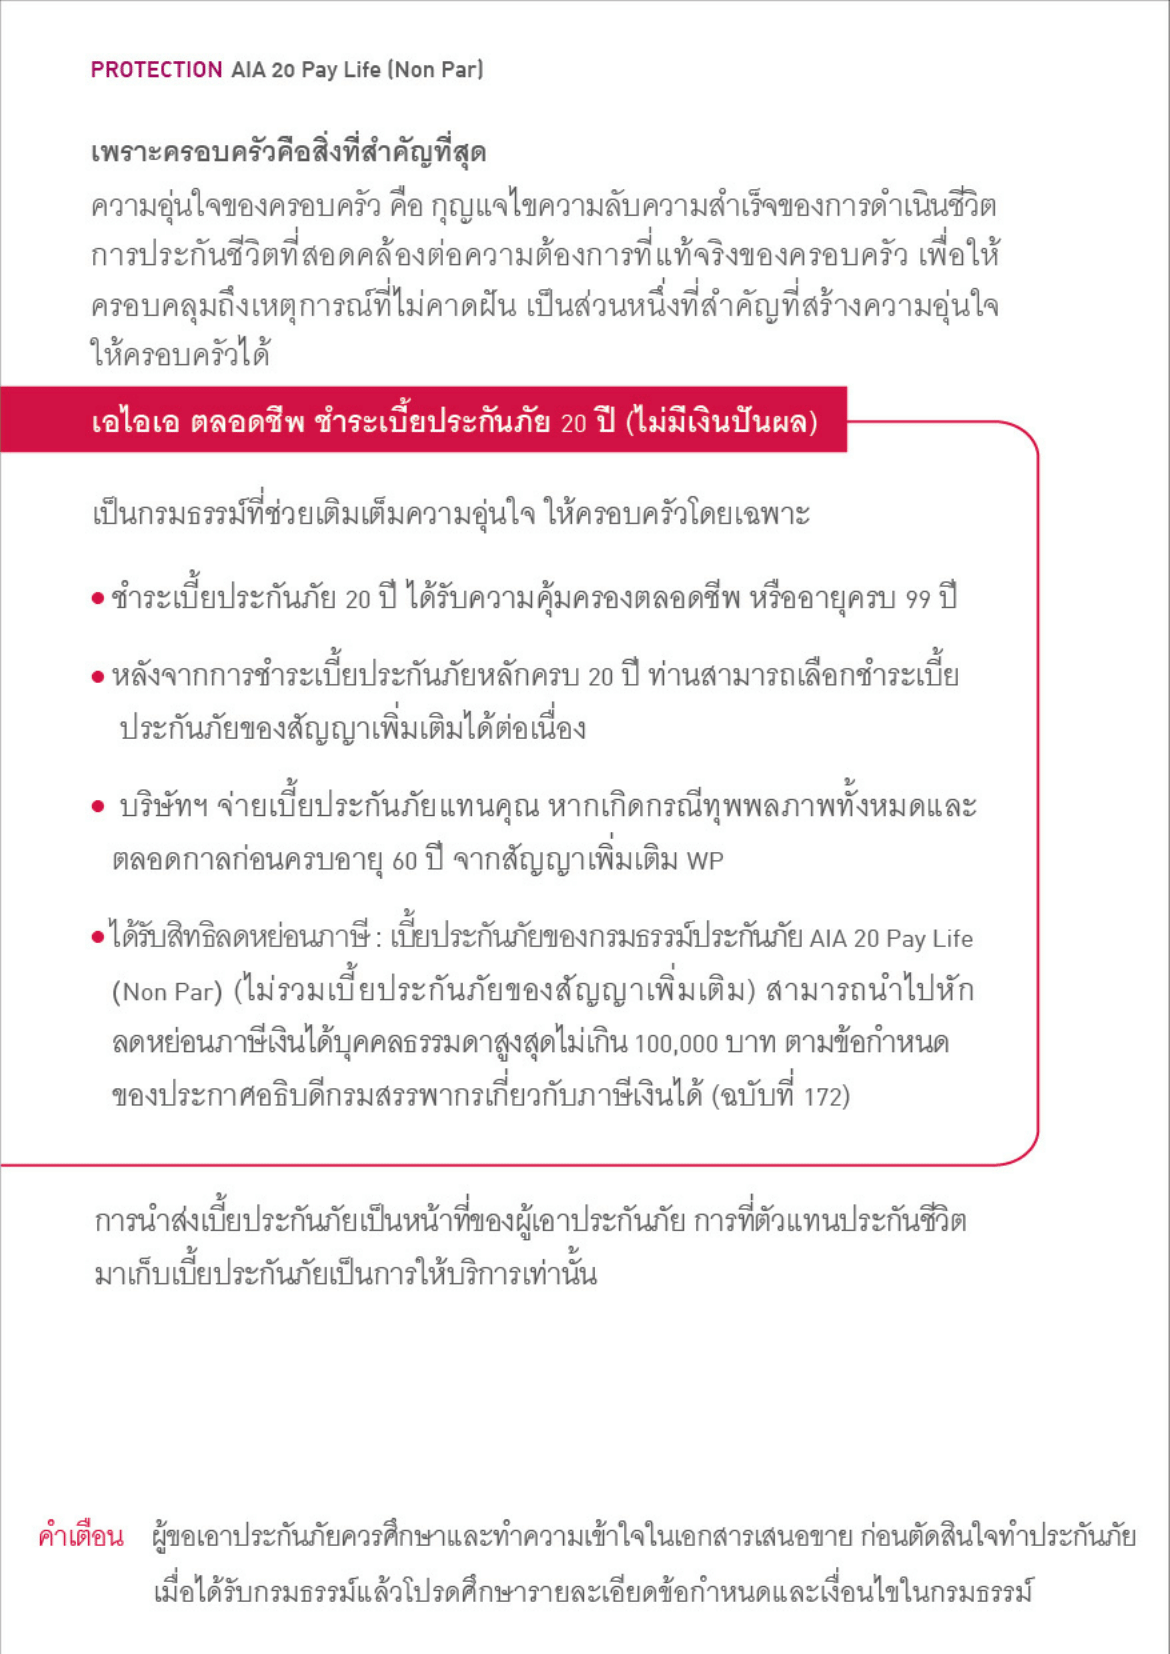 PROTECTION AIA 20 Pay Life (Non Par)
เพราะครอบครัวคือสิ่งที่สำคัญที่สุด
ความอุ่นใจของครอบครัว คือ กุญแจไขความลับความสำเร็จของการดำเนินชีวิต
การประกันชีวิตที่สอดคล้องต่อความต้องการที่แท้จริงของครอบครัว เพื่อให้
ครอบคลุมถึงเหตุการณ์ที่ไม่คาดฝัน เป็นส่วนหนึ่งที่สำคัญที่สร้างความอุ่นใจ
ให้ครอบครัวได้
เอไอเอ ตลอดชีพ ชำระเบี้ยประกันภัย 20 ปี (ไม่มีเงินปันผล)
เป็นกรมธรรม์ที่ช่วยเติมเต็มความอุ่นใจ ให้ครอบครัวโดยเฉพาะ
• ชำระเบี้ยประกันภัย 20 ปี ได้รับความคุ้มครองตลอดชีพ หรืออายุครบ 99 ปี
• หลังจากการชำระเบี้ยประกันภัยหลักครบ 20 ปี ท่านสามารถเลือกชำระเบี้ย
ประกันภัยของสัญญาเพิ่มเติมได้ต่อเนื่อง
• บริษัทฯ จ่ายเบี้ยประกันภัยแทนคุณ หากเกิดกรณีทุพพลภาพทั้งหมดและ
ตลอดกาลก่อนครบอายุ 60 ปี จากสัญญาเพิ่มเติม WP
• ได้รับสิทธิลดหย่อนภาษี : เบี้ยประกันภัยของกรมธรรม์ประกันภัย AIA 20 Pay Life
(Non Par) (ไม่รวมเบี้ยประกันภัยของสัญญาเพิ่มเติม) สามารถนำไปหัก
ลดหย่อนภาษีเงินได้บุคคลธรรมดาสูงสุดไม่เกิน 100,000 บาท ตามข้อกำหนด
ของประกาศอธิบดีกรมสรรพากรเกี่ยวกับภาษีเงินได้ (ฉบับที่ 172)
การนำส่งเบี้ยประกันภัยเป็นหน้าที่ของผู้เอาประกันภัย การที่ตัวแทนประกันชีวิต
มาเก็บเบี้ยประกันภัยเป็นการให้บริการเท่านั้น
คำเตือน ผู้ขอเอาประกันภัยควรศึกษาและทำความเข้าใจในเอกสารเสนอขาย ก่อนตัดสินใจทำประกันภัย
เมื่อได้รับกรมธรรม์แล้วโปรดศึกษารายละเอียดข้อกำหนดและเงื่อนไขในกรมธรรม์